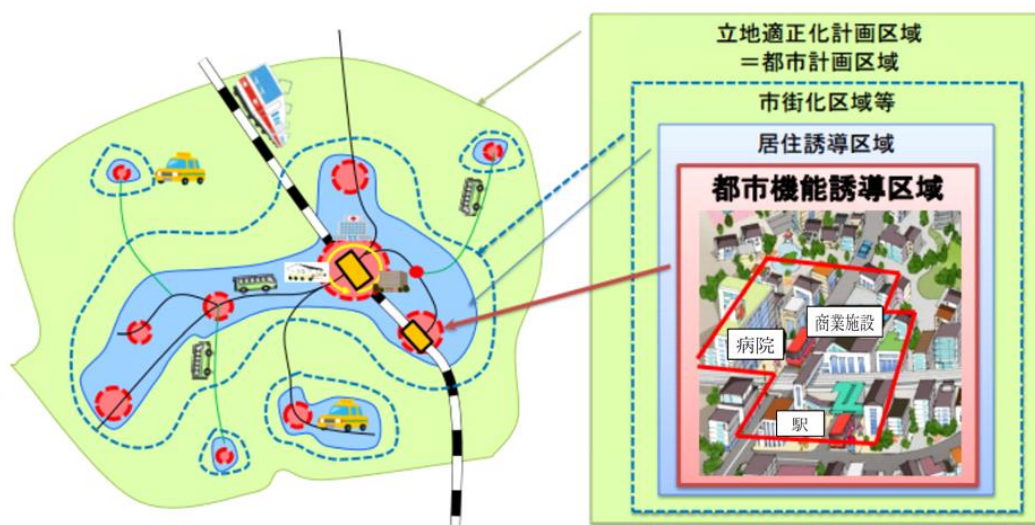 立地適正化計画区域
＝都市計画区域
市街化区域等
居住誘導区域
都市機能誘導区域
商業施設
病院
駅